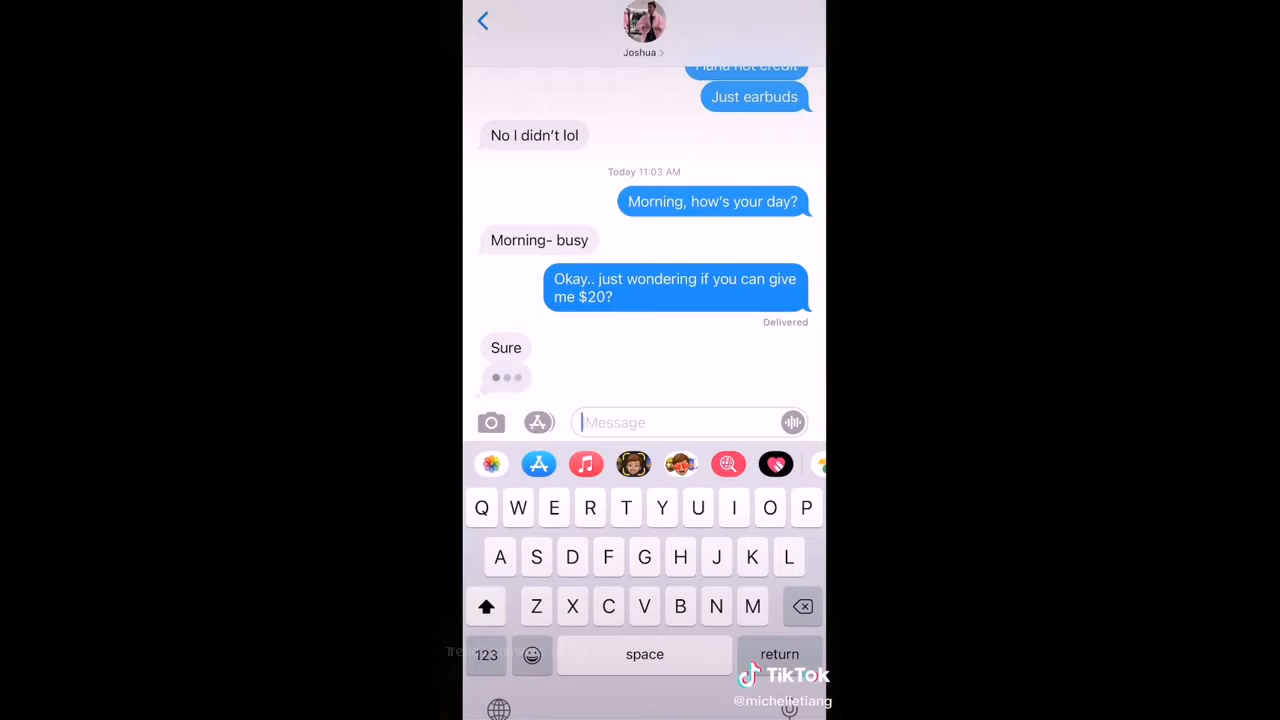 Joshua
Just earbuds
No I didn't lol
Today 11:03 AM
Morning, how's your day?
Morning- busy
Okay.. just wondering if you can give
me $20?
Delivered
Sure
iMessage
Q W E R T Y U I O P
A S D F G H J K L
Z X C V B N M
123 space return
TikTok
@michelletiang